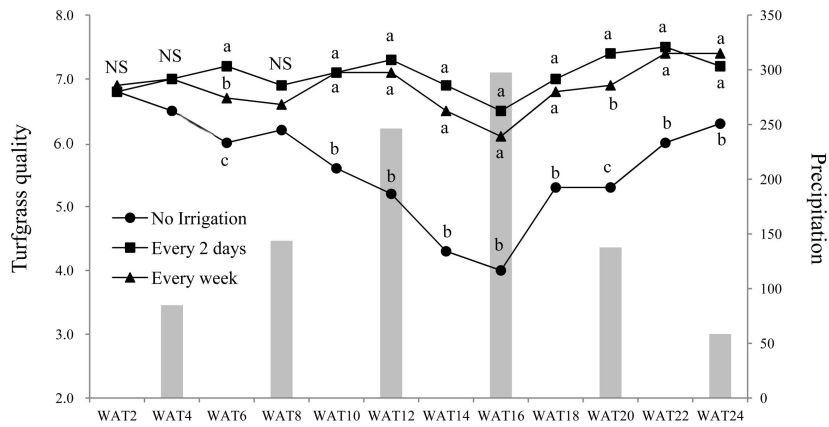 8.0
7.0
6.0
5.0
4.0
3.0
2.0
Turfgrass quality
350
300
250
200
150
100
50
0
Precipitation
NS
NS
a
NS
a
a
a
a
a
a
a
a
b
a
a
a
a
a
b
a
a
c
b
b
b
b
b
c
b
b
No Irrigation
Every 2 days
Every week
WAT2 WAT4 WAT6 WAT8 WAT10 WAT12 WAT14 WAT16 WAT18 WAT20 WAT22 WAT24